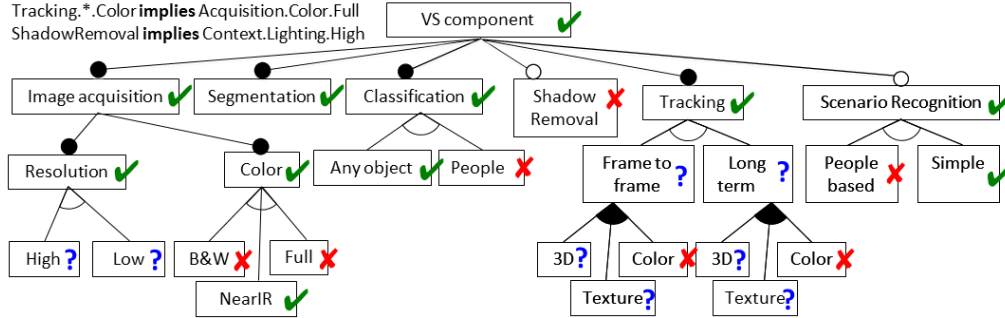 Tracking.*.Color implies Acquisition.Color.Full
ShadowRemoval implies Context.Lighting.High
VS component
Image acquisition
Segmentation
Classification
Shadow
Removal
Tracking
Scenario Recognition
Resolution
Color
Any object
People
Frame to
frame
?
Long
term
?
People
based
Simple
High ?
Low ?
B&W
Full
NearIR
3D ?
Color
Texture ?
3D ?
Color
Texture ?